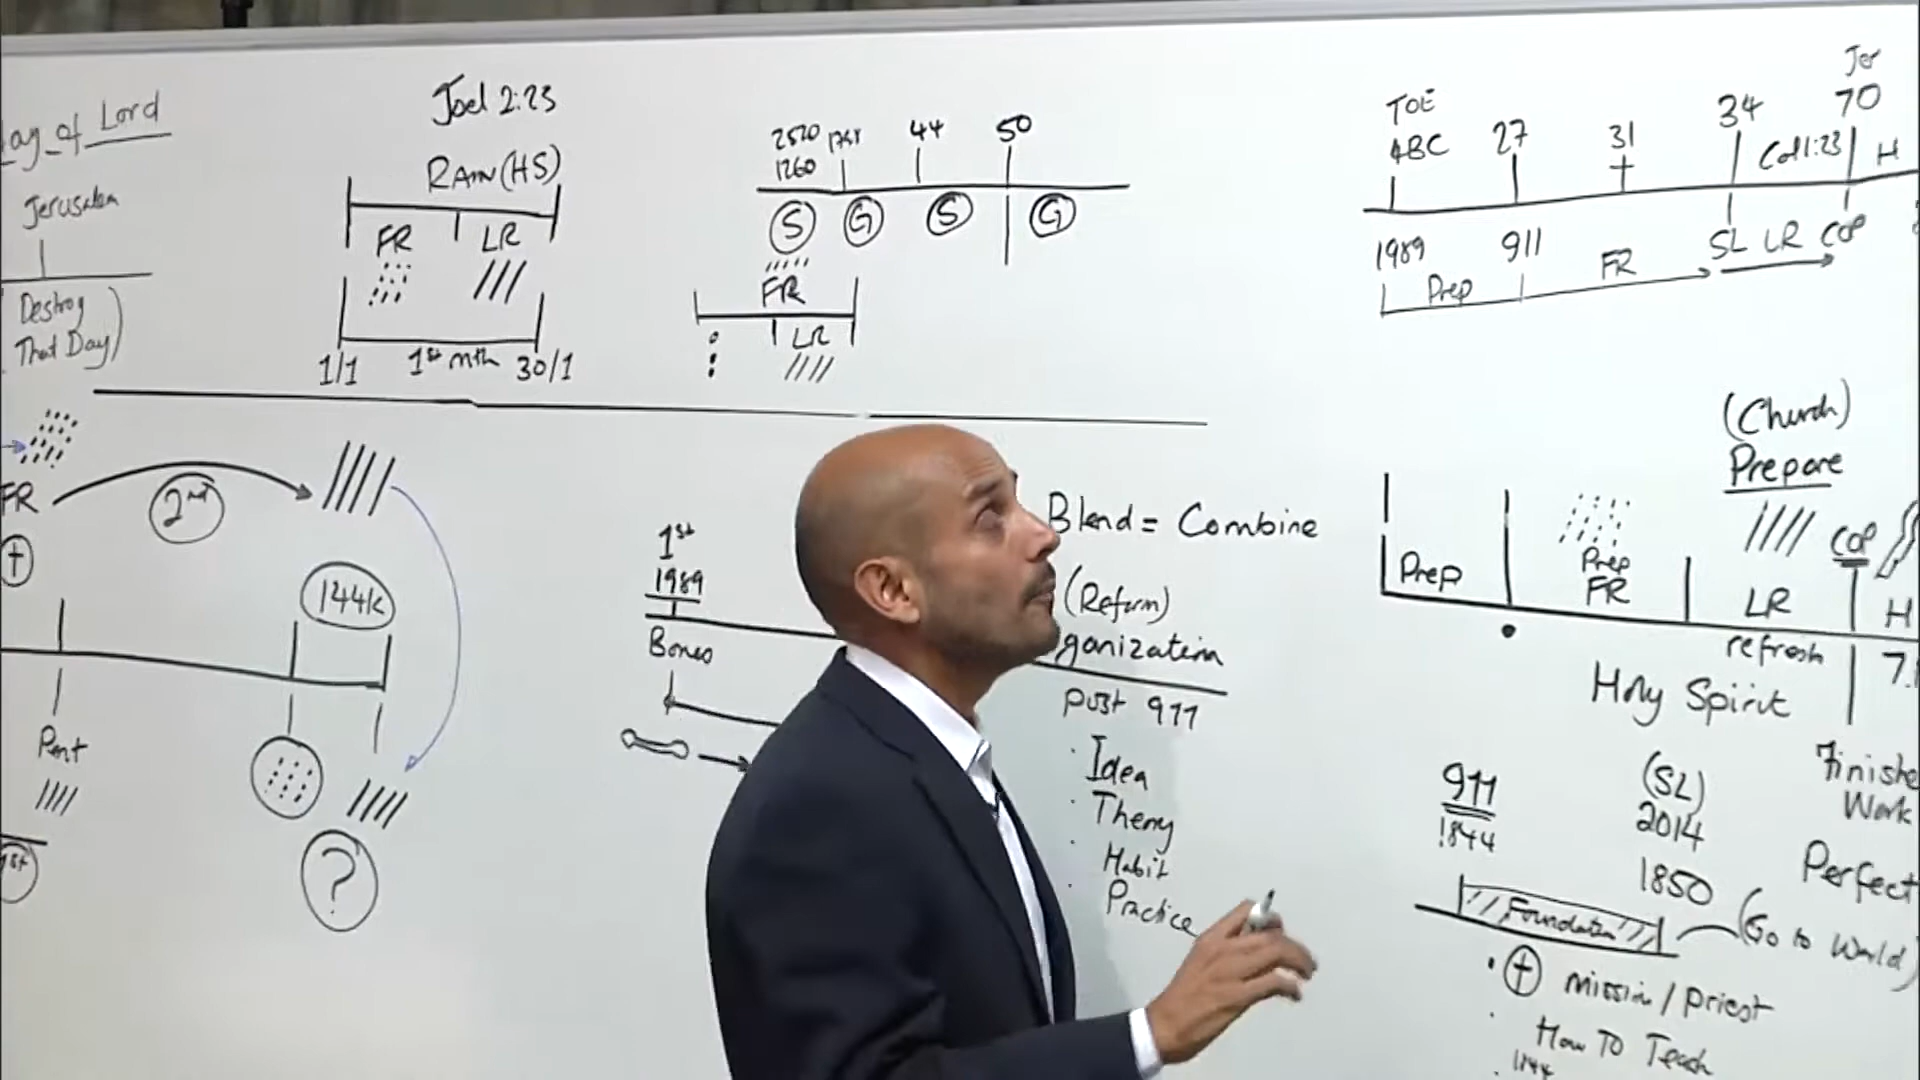 Day of Lord
Jerusalem
Destroy
That Day)
Joel 2:23
RAIN (HS)
FR LR
1/1 1st mth 30/1
2520
1260
44
50
S G S G
FR
LR
TOE
4BC
27
31
34
Col 1:23
Jer
70
H
1989
911
FR
SL LR COP
Prep
FR
2nd
144k
Pent
1st
?
1st
1989
Bones
Blend = Combine
(Reform)
ganization
post 911
· Idea
· Theory
· Habit
· Practice
(Church)
Prepare
Prep
Prep
FR
LR
COP
H
refresh
Holy Spirit
911
1844
(SL)
2014
1850
Finishe
Work
Perfect
Foundation
(Go to World)
· mission / priest
· How To Teach
· 1844